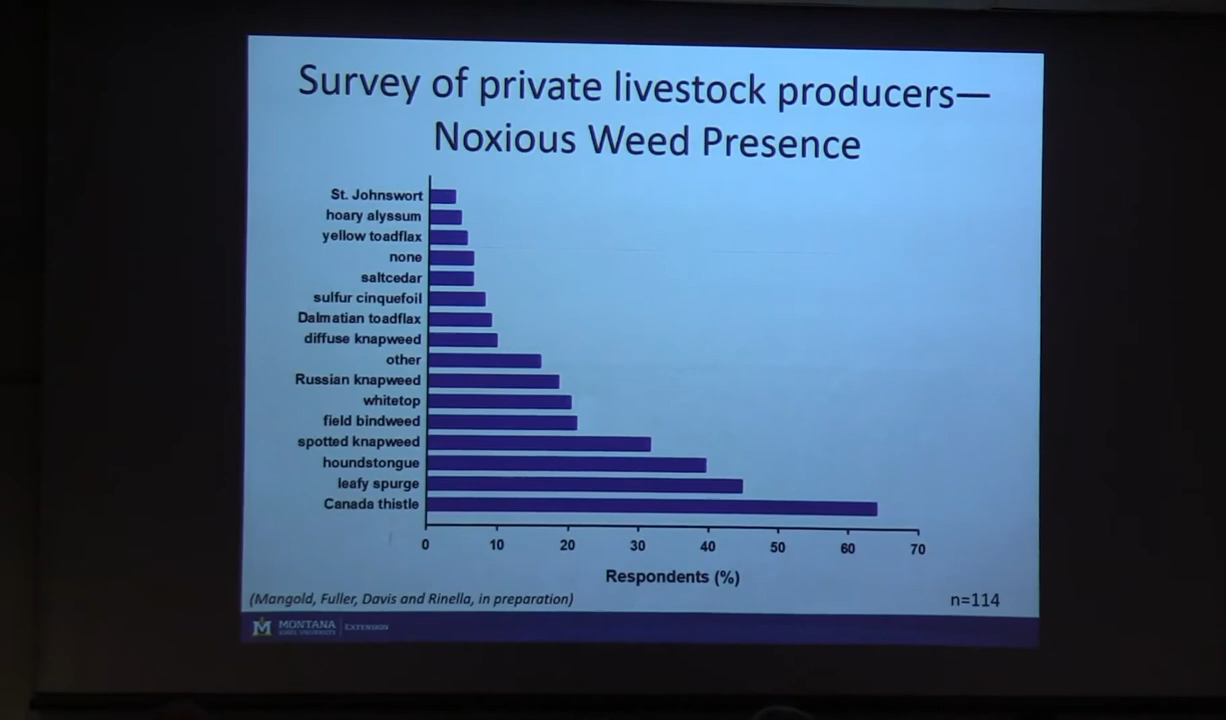 Survey of private livestock producers—
Noxious Weed Presence
St. Johnswort
hoary alyssum
yellow toadflax
none
saltcedar
sulfur cinquefoil
Dalmatian toadflax
diffuse knapweed
other
Russian knapweed
whitetop
field bindweed
spotted knapweed
houndstongue
leafy spurge
Canada thistle
0 10 20 30 40 50 60 70
Respondents (%)
(Mangold, Fuller, Davis and Rinella, in preparation)
n=114
M MONTANA
STATE UNIVERSITY
EXTENSION